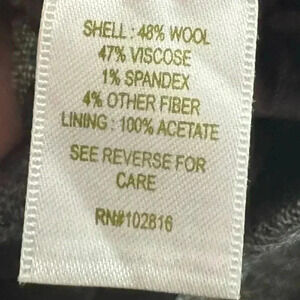 SHELL : 48% WOOL
47% VISCOSE
1% SPANDEX
4% OTHER FIBER
LINING : 100% ACETATE
SEE REVERSE FOR
CARE
RN#102816